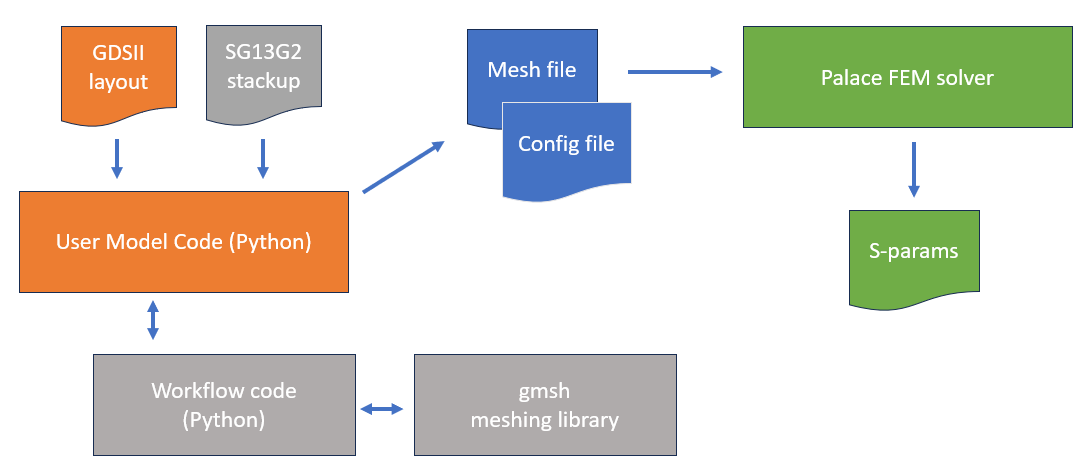 GDSII
layout
SG13G2
stackup
Mesh file
Config file
Palace FEM solver
User Model Code (Python)
S-params
Workflow code
(Python)
gmsh
meshing library